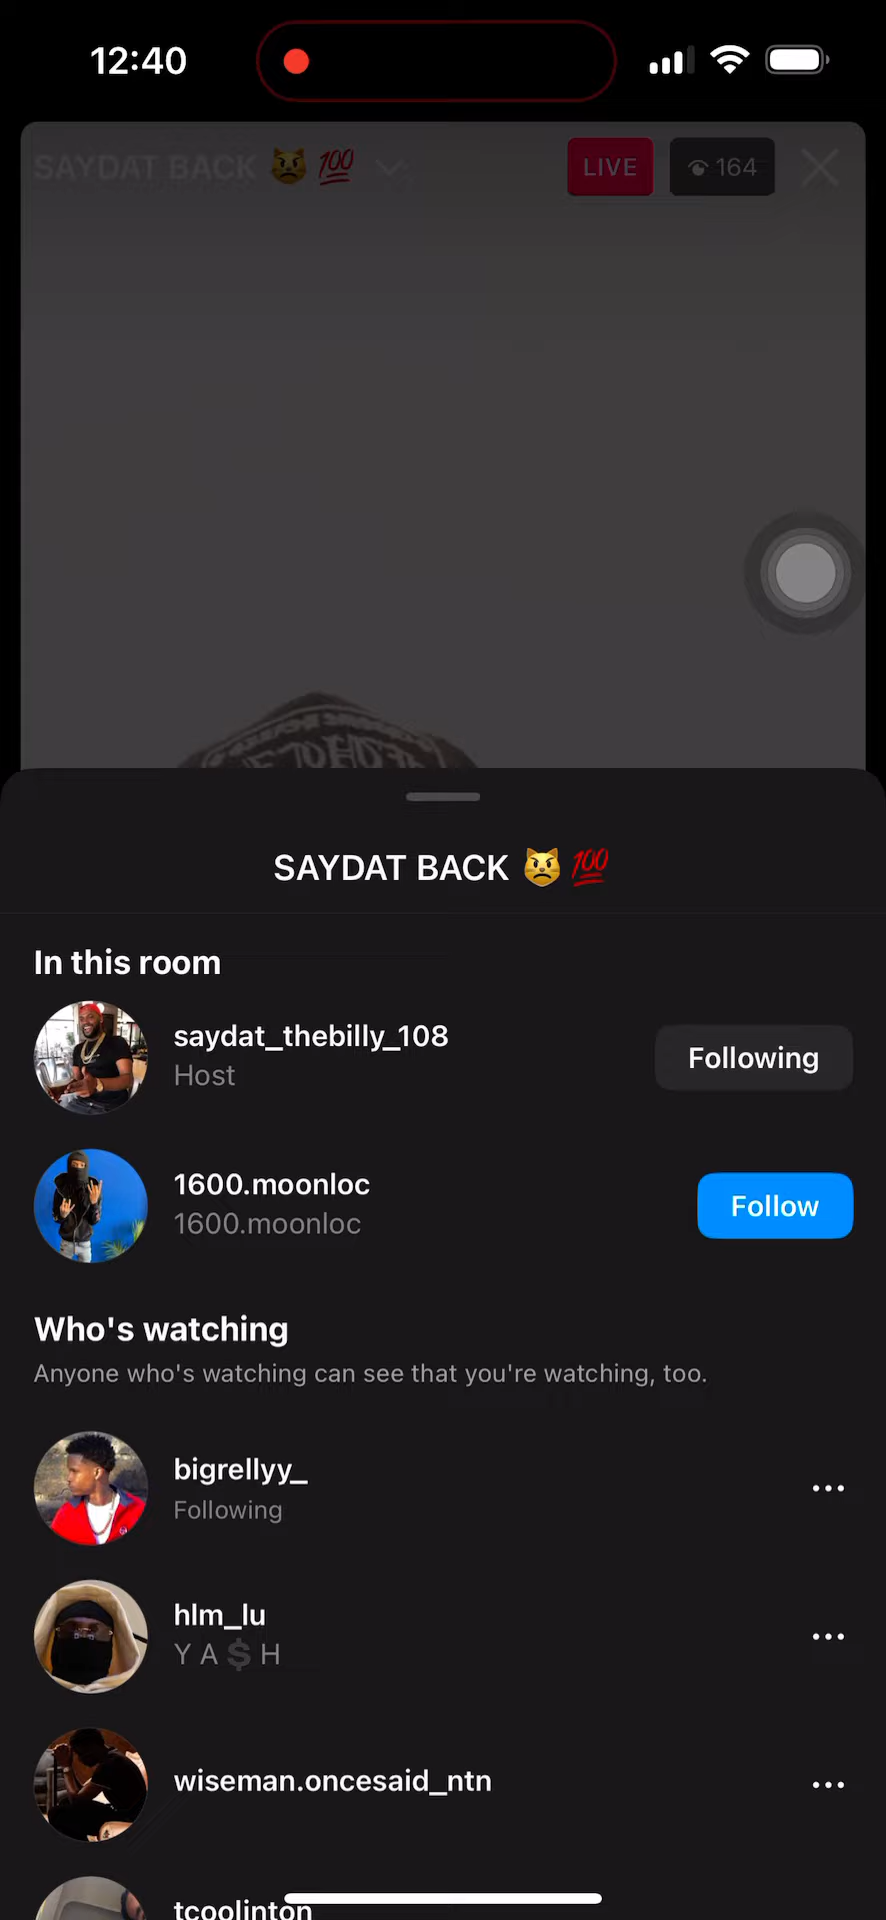 12:40
SAYDAT BACK 😾 💯
LIVE
164
SAYDAT BACK 😾 💯
In this room
saydat_thebilly_108
Host
Following
1600.moonloc
1600.moonloc
Follow
Who's watching
Anyone who's watching can see that you're watching, too.
bigrellyy_
Following
hlm_lu
Y A 💲 H
wiseman.oncesaid_ntn
tcoolinton